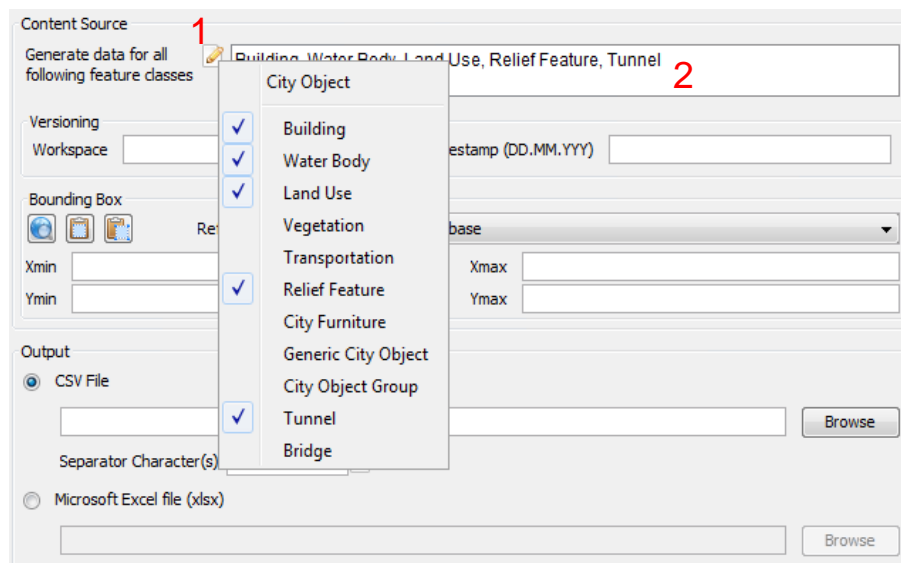 Content Source
1
Generate data for all
following feature classes
Building, Water Body, Land Use, Relief Feature, Tunnel
2
City Object
Building
Water Body
Land Use
Vegetation
Transportation
Relief Feature
City Furniture
Generic City Object
City Object Group
Tunnel
Bridge
Versioning
Workspace
estamp (DD.MM.YYY)
Bounding Box
base
Xmin
Xmax
Ymin
Ymax
Output
CSV File
Browse
Separator Character(s)
Microsoft Excel file (xlsx)
Browse